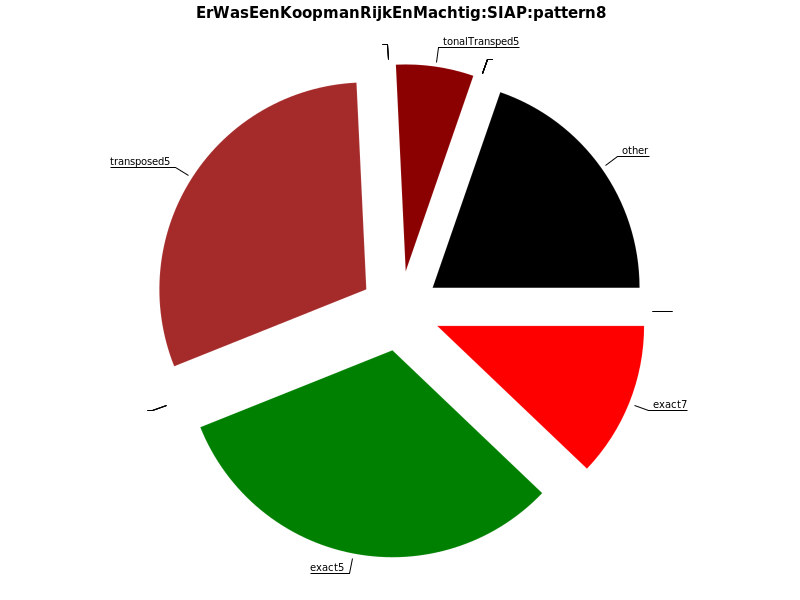 ErWasEenKoopmanRijkEnMachtig:SIAP:pattern8
tonalTransped5
other
transposed5
exact7
exact5